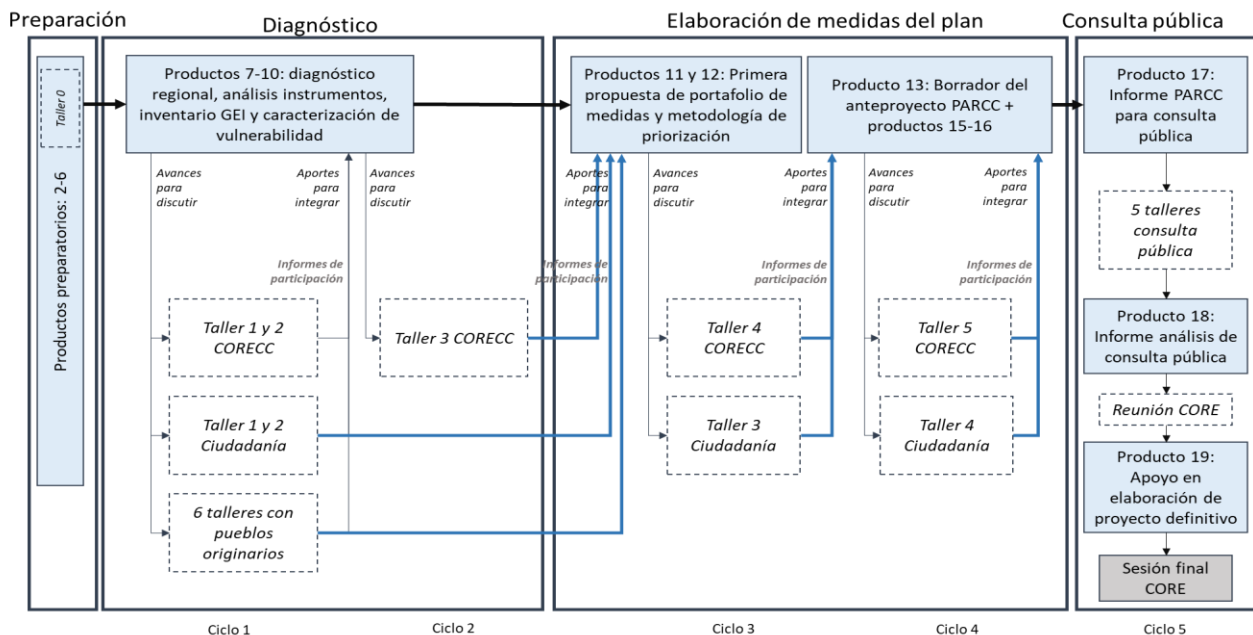 Preparación
Diagnóstico
Elaboración de medidas del plan
Consulta pública
Taller 0
Productos preparatorios: 2-6
Productos 7-10: diagnóstico
regional, análisis instrumentos,
inventario GEI y caracterización de
vulnerabilidad
Avances
para
discutir
Aportes
para
integrar
Avances
para
discutir
Informes de
participación
Taller 1 y 2
CORECC
Taller 3 CORECC
Taller 1 y 2
Ciudadanía
6 talleres con
pueblos
originarios
Productos 11 y 12: Primera
propuesta de portafolio de
medidas y metodología de
priorización
Producto 13: Borrador del
anteproyecto PARCC +
productos 15-16
Aportes
para
integrar
Avances
para
discutir
Aportes
para
integrar
Avances
para
discutir
Aportes
para
integrar
Informes de
participación
Informes de
participación
Informes de
participación
Taller 4
CORECC
Taller 5
CORECC
Taller 3
Ciudadanía
Taller 4
Ciudadanía
Producto 17:
Informe PARCC
para consulta
pública
5 talleres
consulta
pública
Producto 18:
Informe análisis de
consulta pública
Reunión CORE
Producto 19:
Apoyo en
elaboración de
proyecto definitivo
Sesión final
CORE
Ciclo 1
Ciclo 2
Ciclo 3
Ciclo 4
Ciclo 5